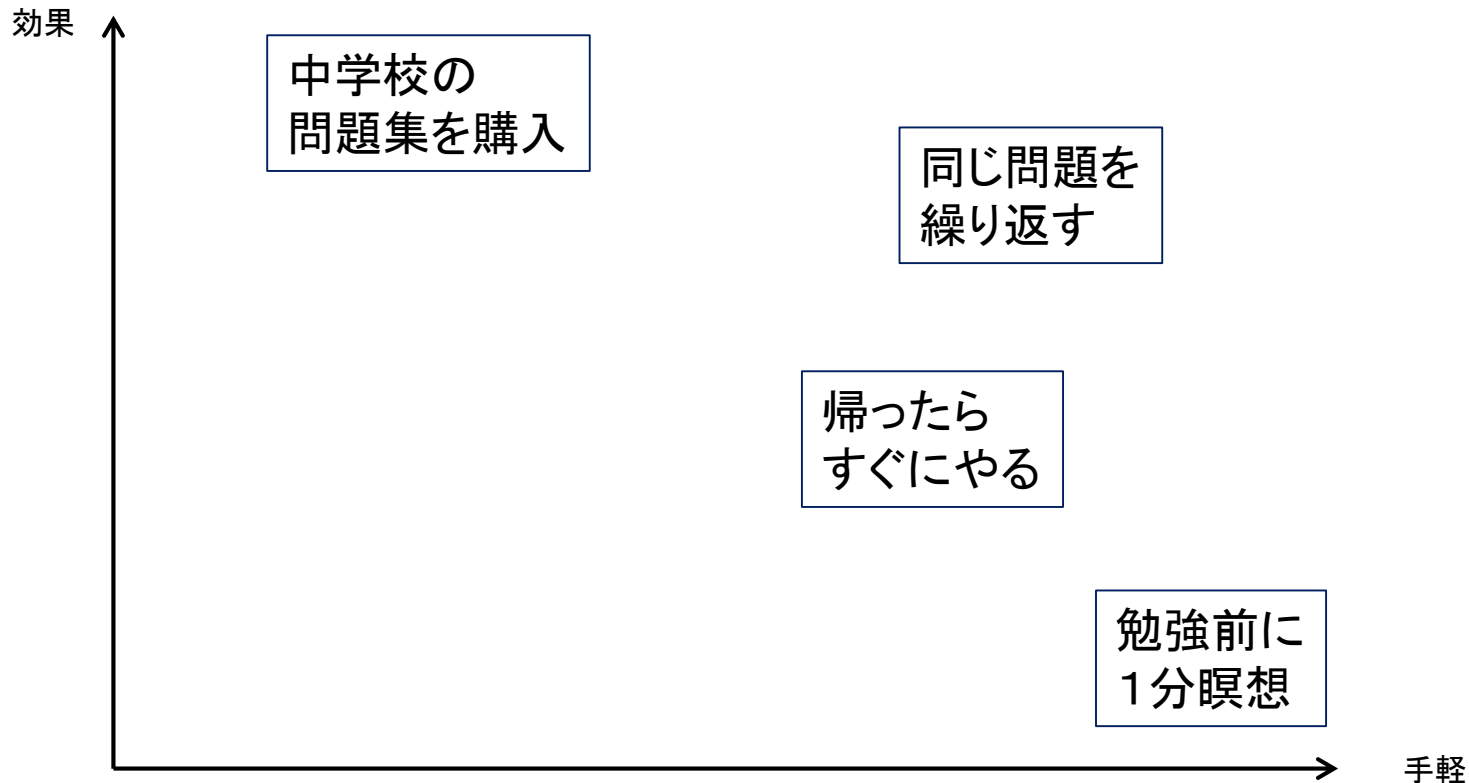 効果
中学校の
問題集を購入
同じ問題を
繰り返す
帰ったら
すぐにやる
勉強前に
１分瞑想
手軽